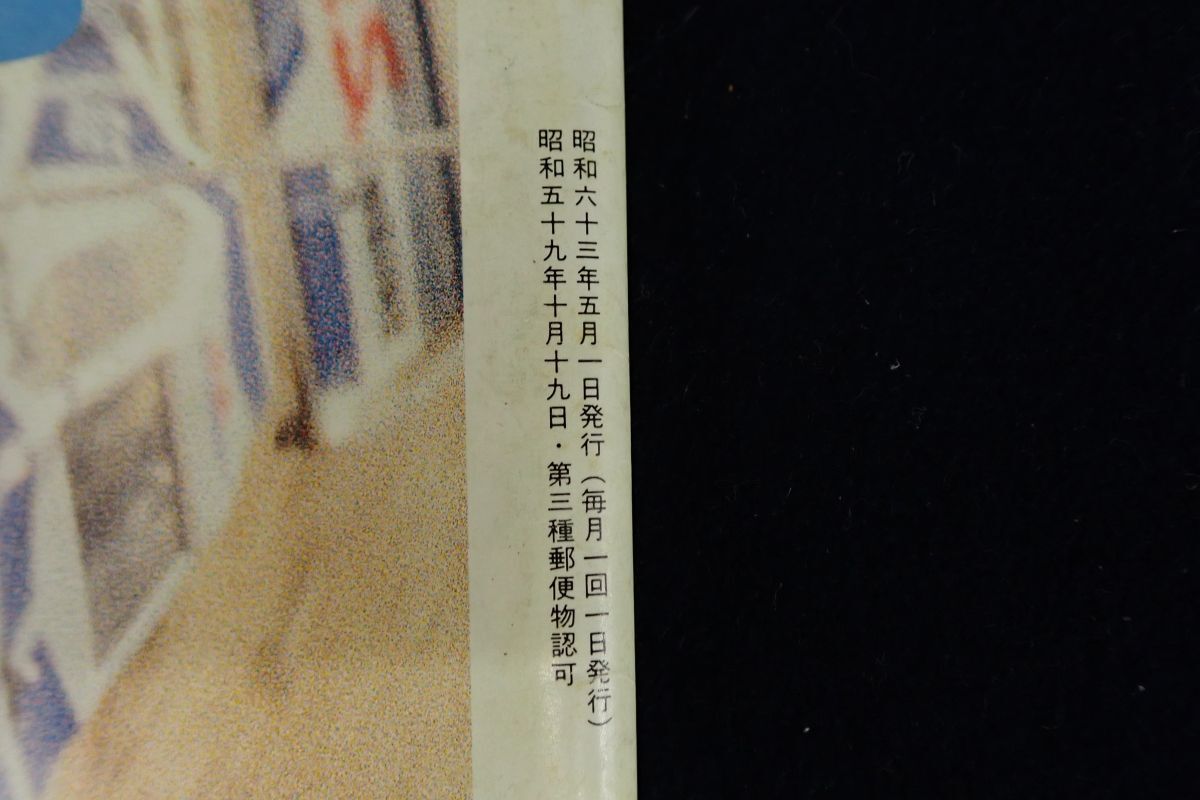 昭和六十三年五月一日発行（毎月一回一日発行）
昭和五十九年十月十九日・第三種郵便物認可